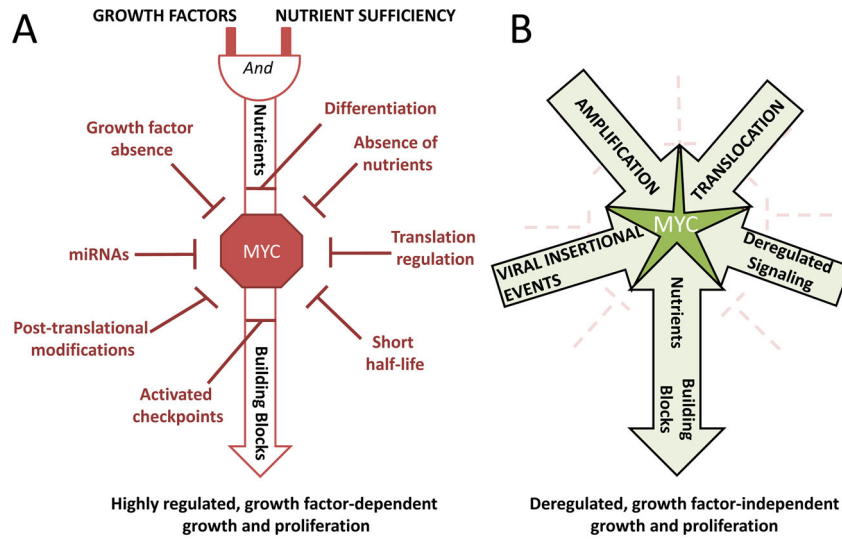 A
GROWTH FACTORS
NUTRIENT SUFFICIENCY
And
Nutrients
Differentiation
Growth factor
absence
Absence of
nutrients
miRNAs
MYC
Translation
regulation
Post-translational
modifications
Short
half-life
Activated
checkpoints
Building Blocks
Highly regulated, growth factor-dependent
growth and proliferation
B
AMPLIFICATION
TRANSLOCATION
MYC
VIRAL INSERTIONAL
EVENTS
Deregulated
Signaling
Nutrients
Building
Blocks
Deregulated, growth factor-independent
growth and proliferation